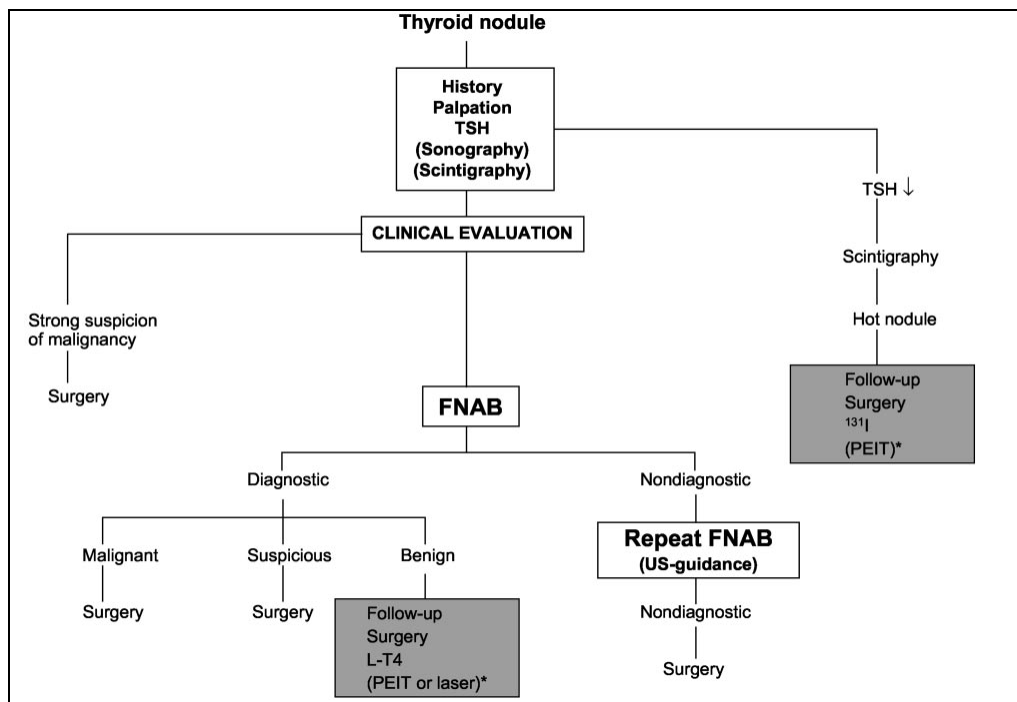 Thyroid nodule
History
Palpation
TSH
(Sonography)
(Scintigraphy)
TSH ↓
CLINICAL EVALUATION
Scintigraphy
Strong suspicion
of malignancy
Hot nodule
Surgery
Follow-up
Surgery
¹³¹I
(PEIT)*
FNAB
Diagnostic
Nondiagnostic
Repeat FNAB
(US-guidance)
Malignant
Suspicious
Benign
Surgery
Surgery
Follow-up
Surgery
L-T4
(PEIT or laser)*
Nondiagnostic
Surgery